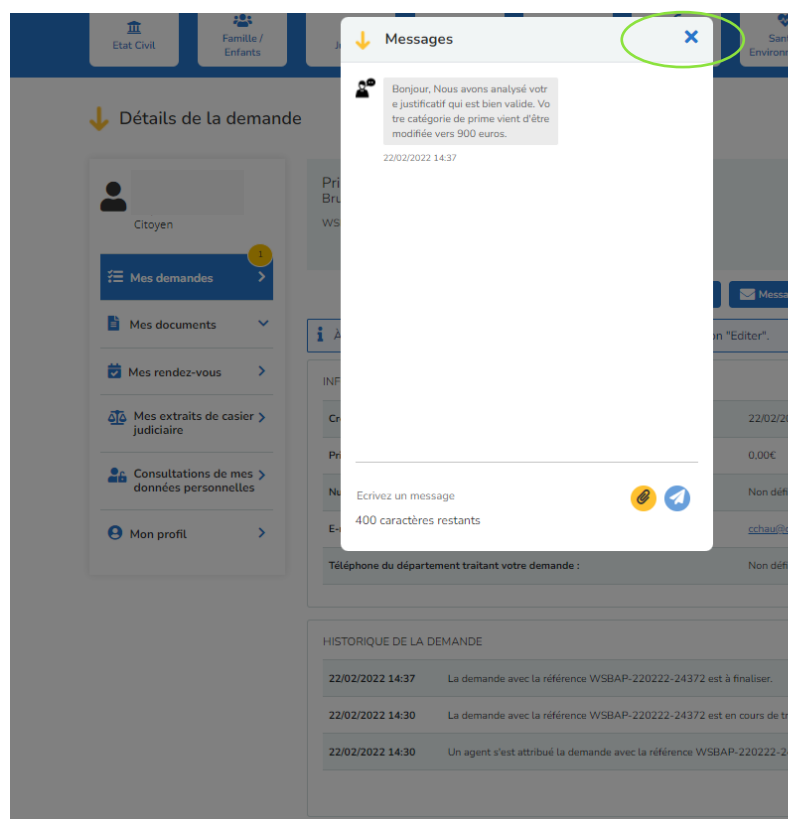 Etat Civil
Famille /
Enfants
Messages
Bonjour, Nous avons analysé votr
e justificatif qui est bien valide. Vo
tre catégorie de prime vient d'être
modifiée vers 900 euros.
22/02/2022 14:37
Détails de la demande
Citoyen
1
Mes demandes
Mes documents
Mes rendez-vous
Mes extraits de casier
judiciaire
Consultations de mes
données personnelles
Mon profil
Ecrivez un message
400 caractères restants
on "Editer".
22/02/20
0,00€
Non défi
Non défi
Téléphone du département traitant votre demande :
HISTORIQUE DE LA DEMANDE
22/02/2022 14:37 La demande avec la référence WSBAP-220222-24372 est à finaliser.
22/02/2022 14:30 La demande avec la référence WSBAP-220222-24372 est en cours de tr
22/02/2022 14:30 Un agent s'est attribué la demande avec la référence WSBAP-220222-2